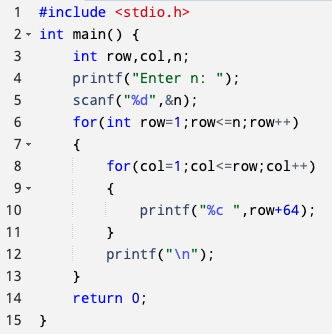 1 #include <stdio.h>
2 int main() {
3     int row,col,n;
4     printf("Enter n: ");
5     scanf("%d",&n);
6     for(int row=1;row<=n;row++)
7     {
8         for(col=1;col<=row;col++)
9         {
10             printf("%c ",row+64);
11         }
12         printf("\n");
13     }
14     return 0;
15 }